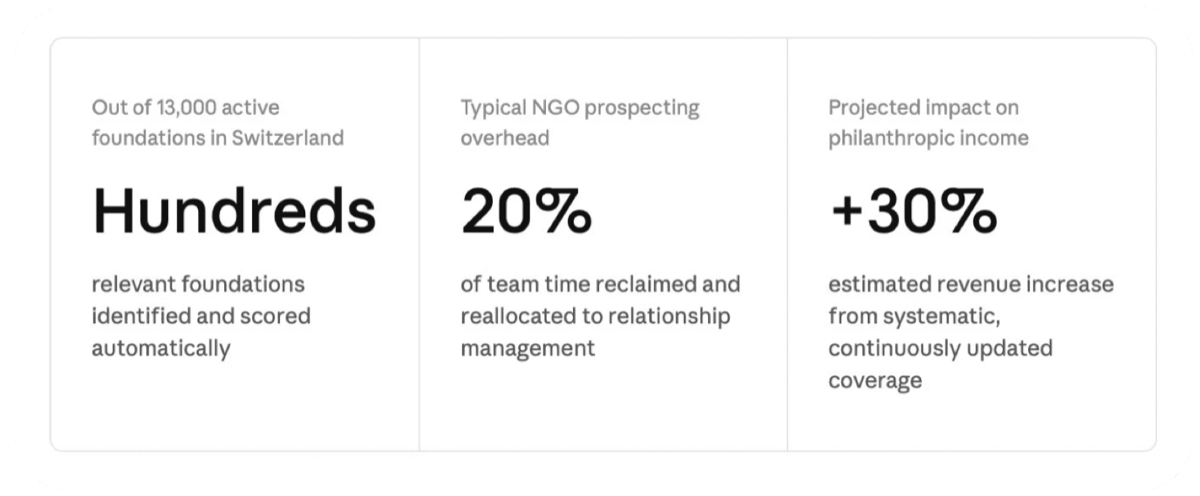 Out of 13,000 active
foundations in Switzerland
Hundreds
relevant foundations
identified and scored
automatically
Typical NGO prospecting
overhead
20%
of team time reclaimed and
reallocated to relationship
management
Projected impact on
philanthropic income
+30%
estimated revenue increase
from systematic,
continuously updated
coverage